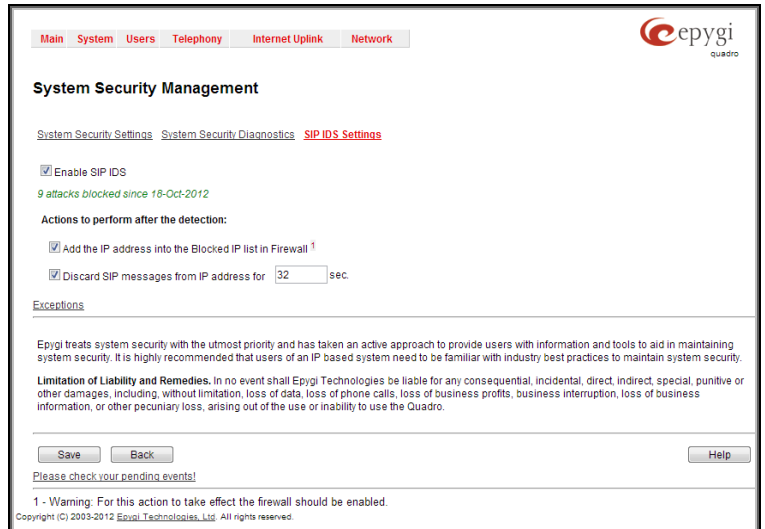 Main System Users Telephony Internet Uplink Network
epygi
quadro
System Security Management
System Security Settings System Security Diagnostics SIP IDS Settings
Enable SIP IDS
9 attacks blocked since 18-Oct-2012
Actions to perform after the detection:
Add the IP address into the Blocked IP list in Firewall 1
Discard SIP messages from IP address for 32 sec.
Exceptions
Epygi treats system security with the utmost priority and has taken an active approach to provide users with information and tools to aid in maintaining
system security. It is highly recommended that users of an IP based system need to be familiar with industry best practices to maintain system security.
Limitation of Liability and Remedies. In no event shall Epygi Technologies be liable for any consequential, incidental, direct, indirect, special, punitive or
other damages, including, without limitation, loss of data, loss of phone calls, loss of business profits, business interruption, loss of business
information, or other pecuniary loss, arising out of the use or inability to use the Quadro.
Save Back Help
Please check your pending events!
1 - Warning: For this action to take effect the firewall should be enabled.
Copyright (C) 2003-2012 Epygi Technologies, Ltd. All rights reserved.